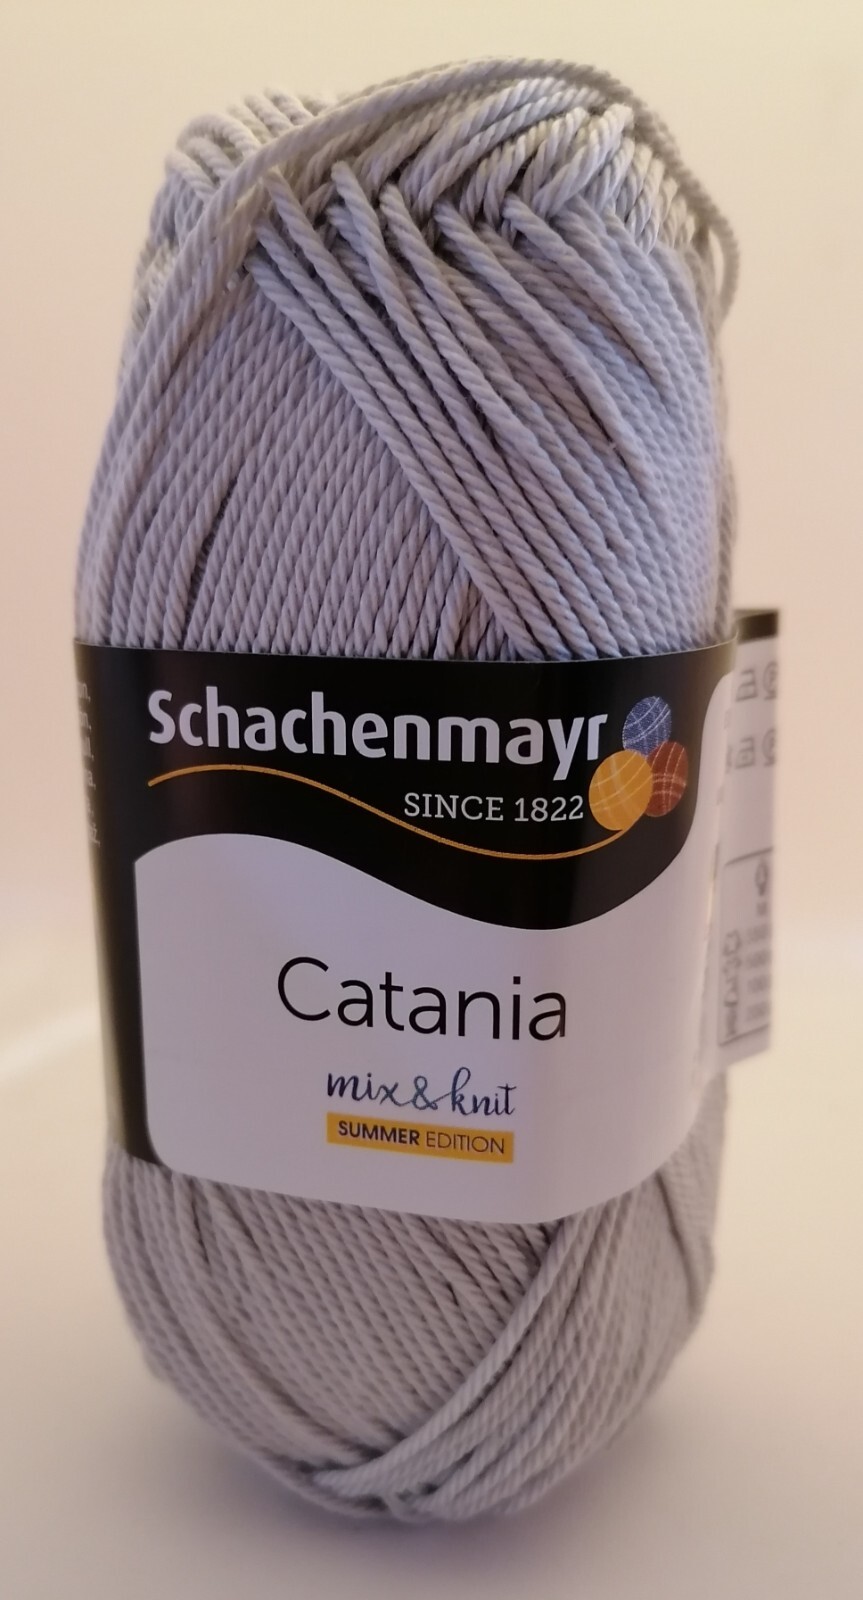 Schachenmayr
SINCE 1822
Catania
mix & knit
SUMMER EDITION